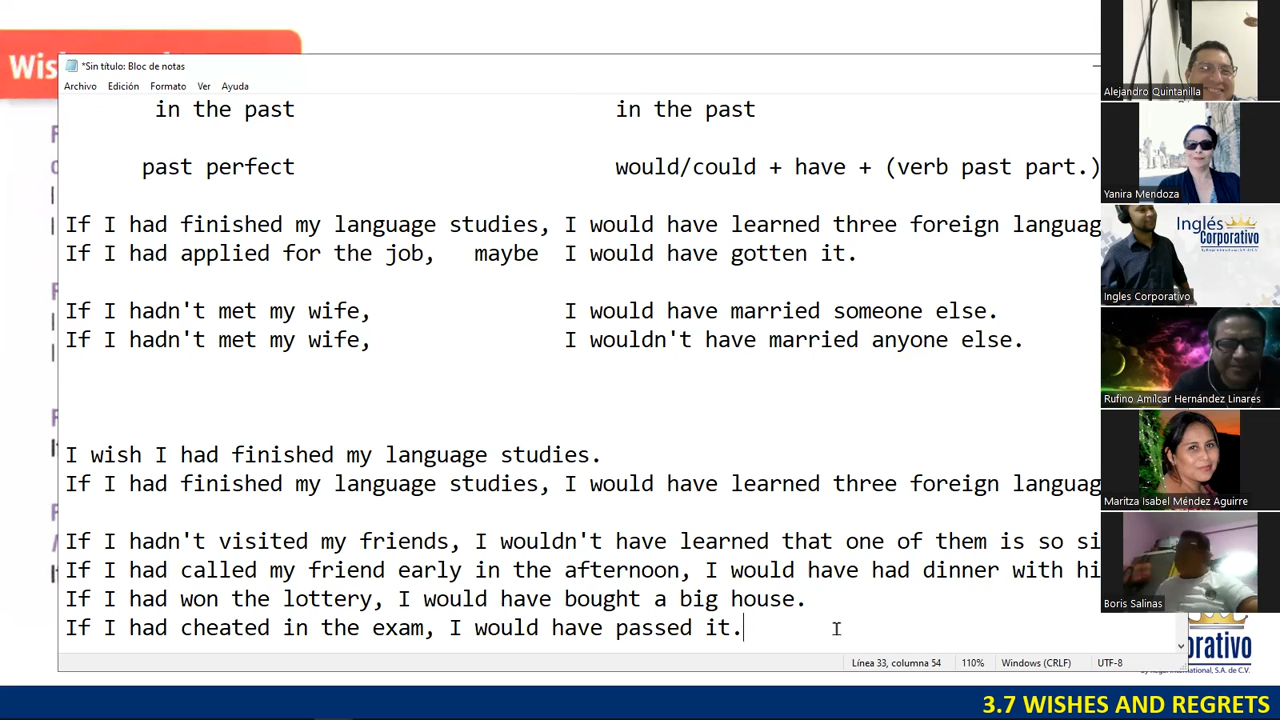 Wis
*Sin título: Bloc de notas
Archivo Edición Formato Ver Ayuda
in the past in the past
past perfect would/could + have + (verb past part.)
If I had finished my language studies, I would have learned three foreign languag
If I had applied for the job, maybe I would have gotten it.
If I hadn't met my wife, I would have married someone else.
If I hadn't met my wife, I wouldn't have married anyone else.
I wish I had finished my language studies.
If I had finished my language studies, I would have learned three foreign languag
If I hadn't visited my friends, I wouldn't have learned that one of them is so si
If I had called my friend early in the afternoon, I would have had dinner with hi
If I had won the lottery, I would have bought a big house.
If I had cheated in the exam, I would have passed it.
Línea 33, columna 54 110% Windows (CRLF) UTF-8
Alejandro Quintanilla
Yanira Mendoza
Inglés
Corporativo
Ingles Corporativo
Rufino Amílcar Hernández Linares
Maritza Isabel Méndez Aguirre
Boris Salinas
orativo
3.7 WISHES AND REGRETS